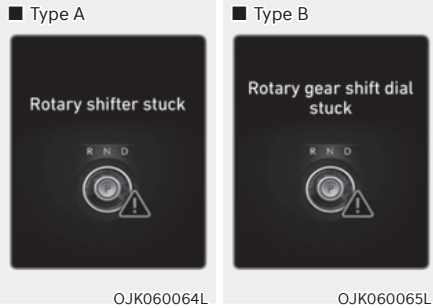 ■ Type A
Rotary shifter stuck
R N D
P
OJK060064L
■ Type B
Rotary gear shift dial
stuck
R N D
P
OJK060065L